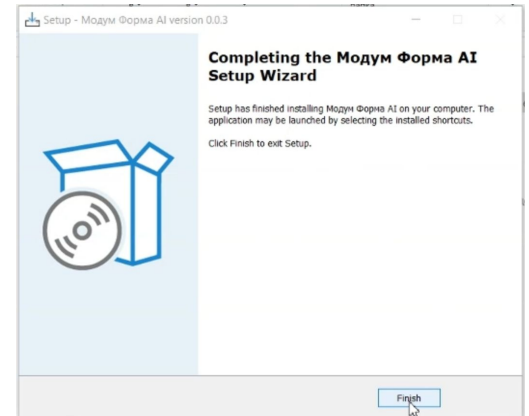 Setup - Модум Форма AI version 0.0.3
Completing the Модум Форма AI
Setup Wizard
Setup has finished installing Модум Форма AI on your computer. The
application may be launched by selecting the installed shortcuts.
Click Finish to exit Setup.
Finish